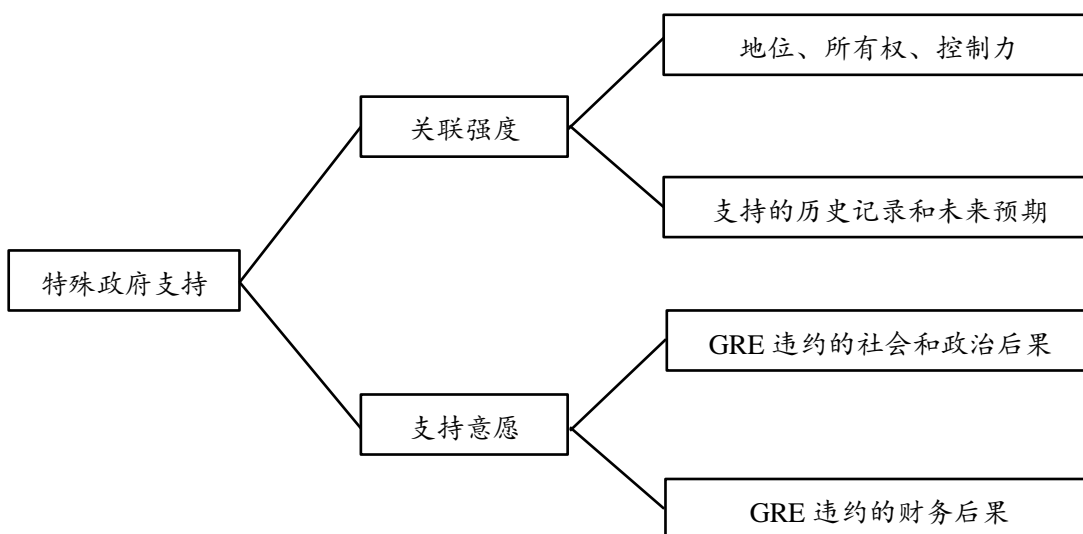 地位、所有权、控制力
关联强度
支持的历史记录和未来预期
特殊政府支持
GRE 违约的社会和政治后果
支持意愿
GRE 违约的财务后果